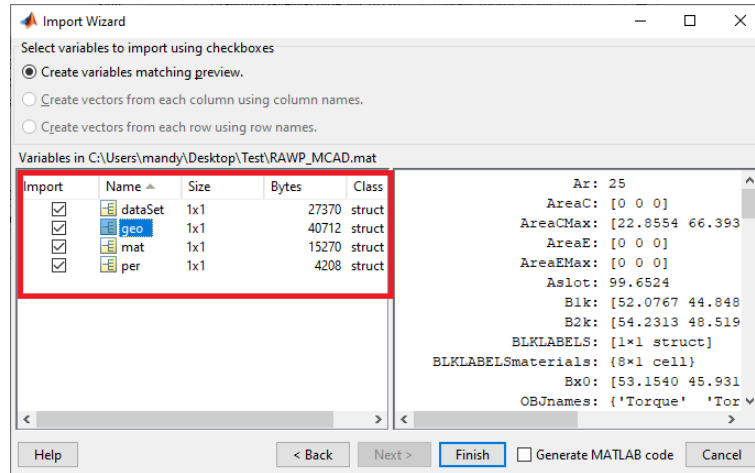 Import Wizard
Select variables to import using checkboxes
Create variables matching preview.
Create vectors from each column using column names.
Create vectors from each row using row names.
Variables in C:\Users\mandy\Desktop\Test\RAWP_MCAD.mat
Import Name Size Bytes Class
dataSet 1x1 27370 struct
geo 1x1 40712 struct
mat 1x1 15270 struct
per 1x1 4208 struct
Ar: 25
AreaC: [0 0 0]
AreaCMax: [22.8554 66.393
AreaE: [0 0 0]
AreaEMax: [0 0 0]
Aslot: 99.6524
B1k: [52.0767 44.848
B2k: [54.2313 48.519
BLKLABELS: [1×1 struct]
BLKLABELSmaterials: {8×1 cell}
Bx0: [53.1540 45.931
OBJnames: {'Torque' 'Tor
Help < Back Next > Finish Generate MATLAB code Cancel